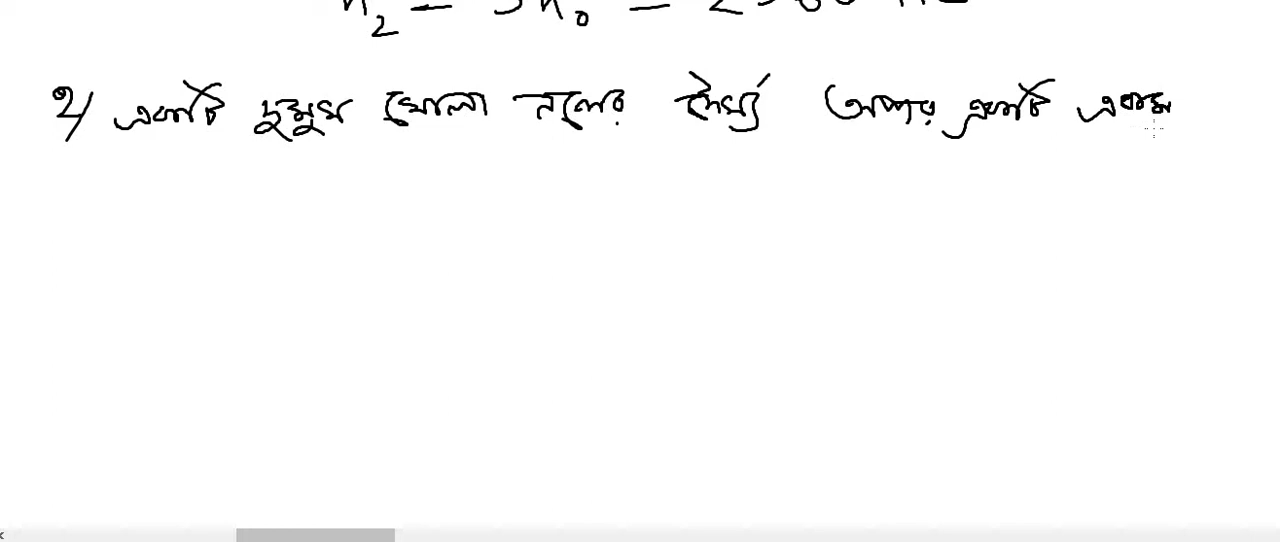 ২/ একটি দুমুখ খোলা নলের দৈর্ঘ্য অপর একটি একমু